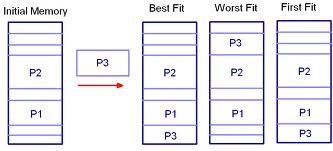 Initial Memory Best Fit Worst Fit First Fit
P3
P3
P2 P2 P2 P2
P1 P1 P1 P1
P3 P3